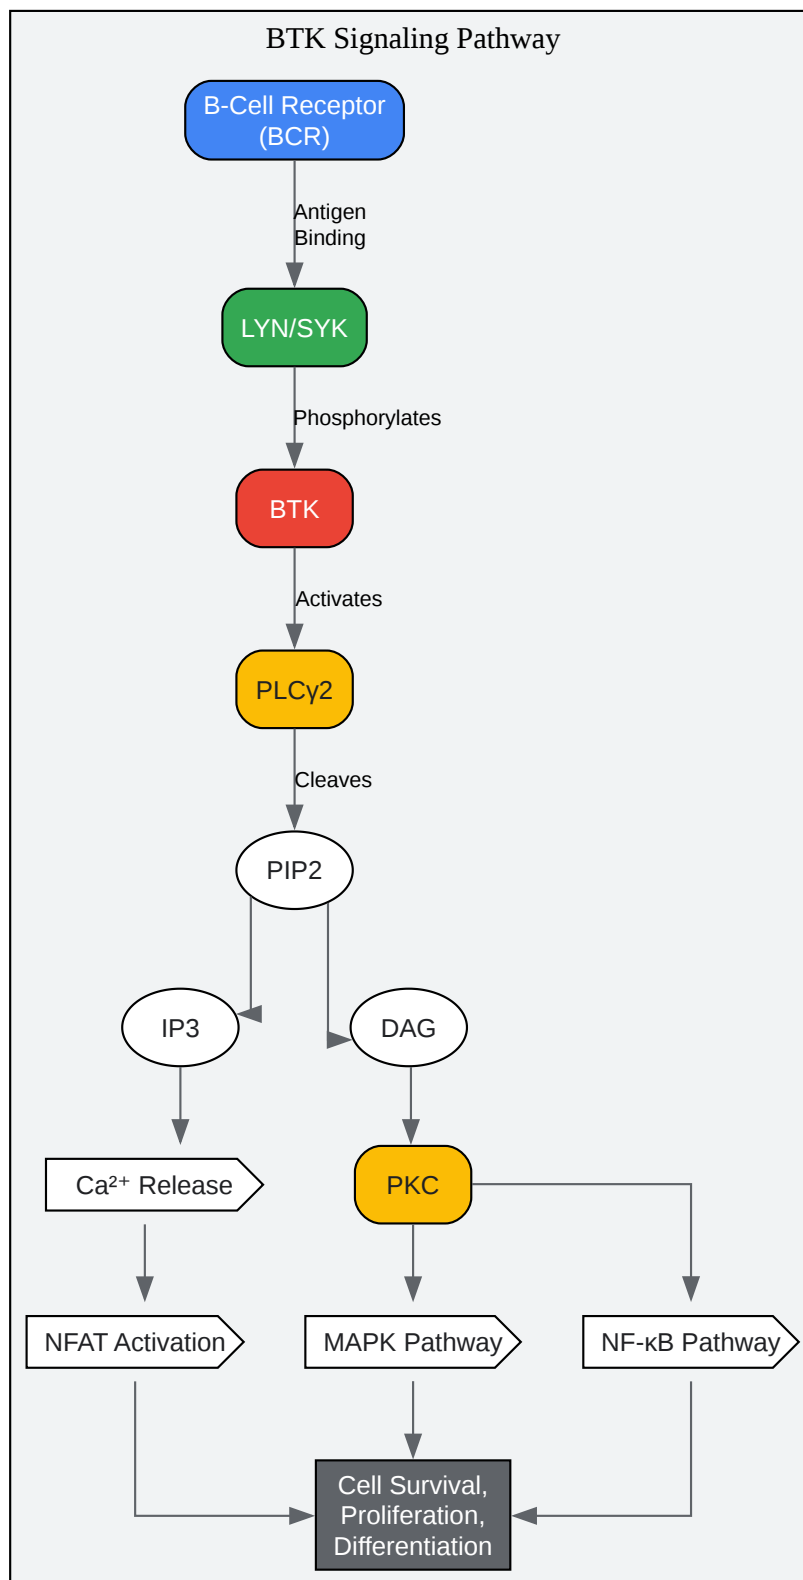 BTK Signaling Pathway
B-Cell Receptor
(BCR)
Antigen
Binding
LYN/SYK
Phosphorylates
BTK
Activates
PLCγ2
Cleaves
PIP2
IP3
DAG
Ca²⁺ Release
PKC
NFAT Activation
MAPK Pathway
NF-κB Pathway
Cell Survival,
Proliferation,
Differentiation